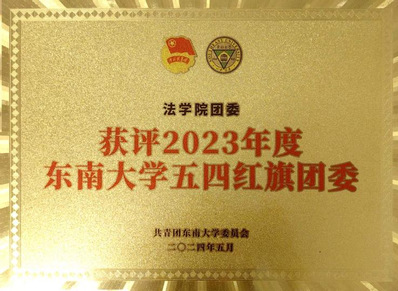 法学院团委
获评2023年度
东南大学五四红旗团委
共青团东南大学委员会
二〇二四年五月